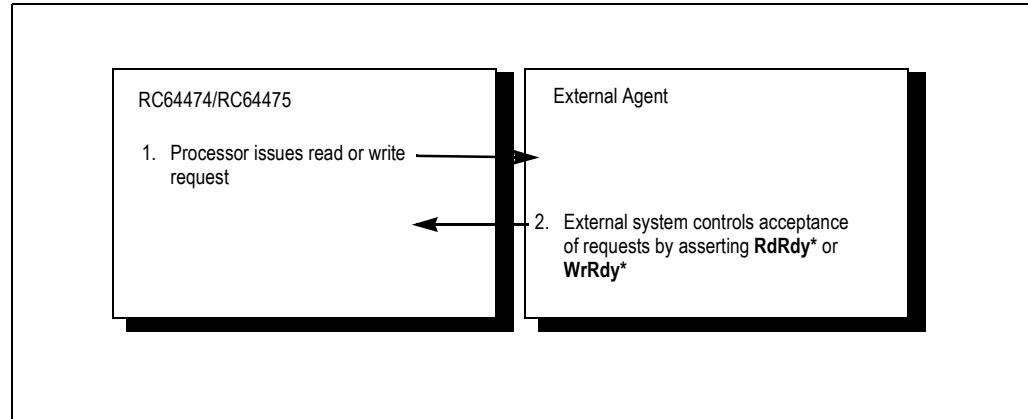 RC64474/RC64475
1. Processor issues read or write
request
External Agent
2. External system controls acceptance
of requests by asserting RdRdy* or
WrRdy*